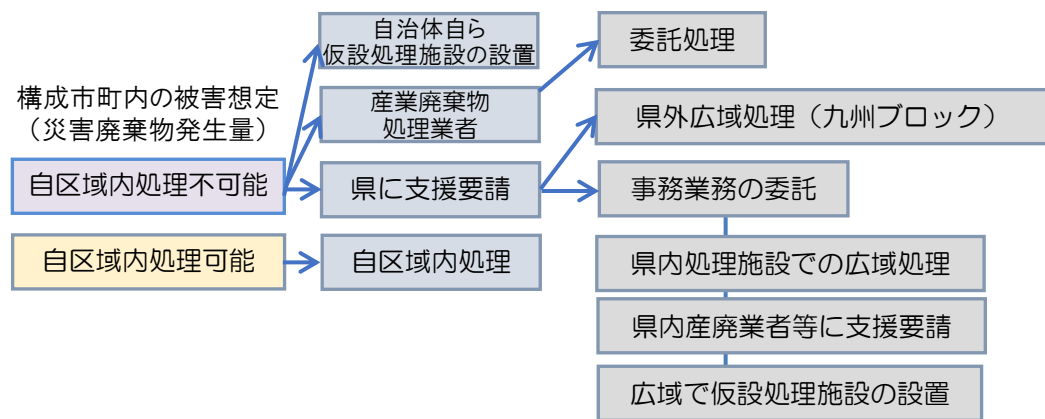 構成市町内の被害想定
（災害廃棄物発生量）
自区域内処理不可能
自区域内処理可能
自治体自ら
仮設処理施設の設置
産業廃棄物
処理業者
県に支援要請
自区域内処理
委託処理
県外広域処理（九州ブロック）
事務業務の委託
県内処理施設での広域処理
県内産廃業者等に支援要請
広域で仮設処理施設の設置